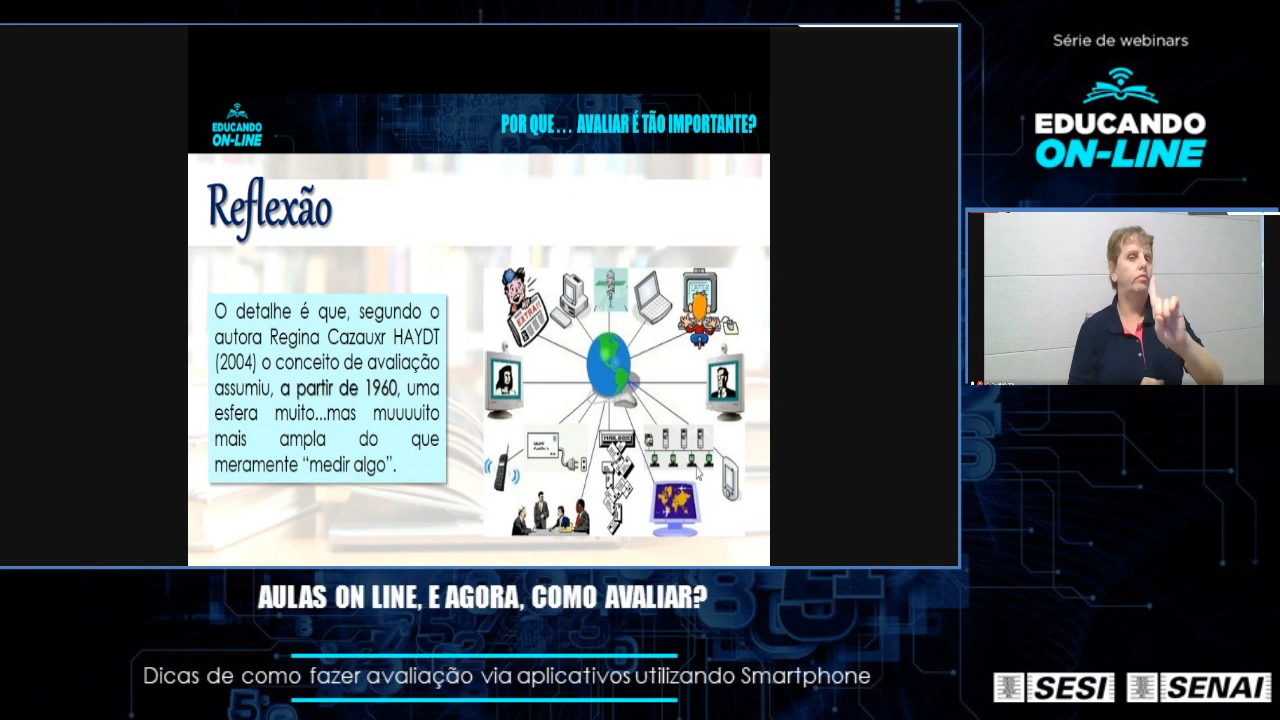 Série de webinars
EDUCANDO
ON-LINE
EDUCANDO
ON-LINE
POR QUE... AVALIAR É TÃO IMPORTANTE?
Reflexão
O detalhe é que, segundo o
autora Regina Cazauxr HAYDT
(2004) o conceito de avaliação
assumiu, a partir de 1960, uma
esfera muito...mas muuuuito
mais ampla do que
meramente “medir algo”.
EXTRA!!
MAILBOX
AULAS ON LINE, E AGORA, COMO AVALIAR?
Dicas de como fazer avaliação via aplicativos utilizando Smartphone
SESI
SENAI